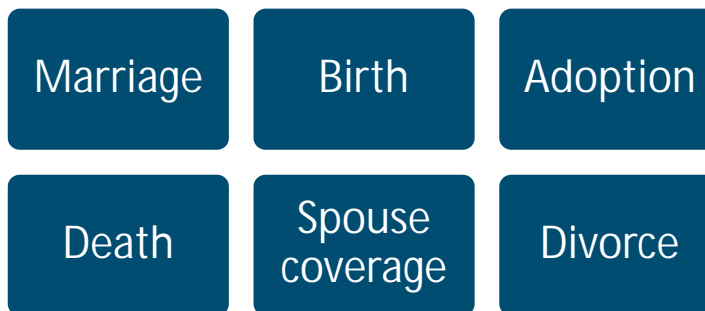 Marriage
Birth
Adoption
Death
Spouse
coverage
Divorce